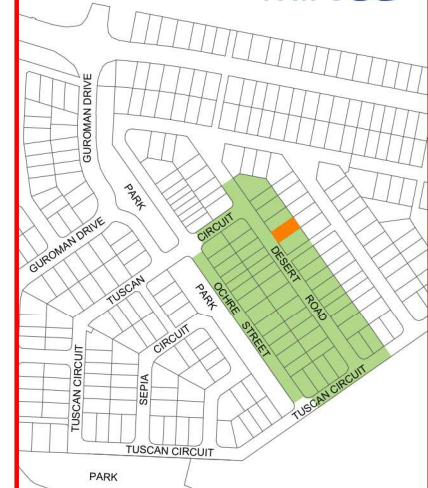 GUROMAN DRIVE
PARK
CIRCUIT
GUROMAN DRIVE
DESERT ROAD
TUSCAN
PARK
OCHRE STREET
CIRCUIT
TUSCAN CIRCUIT
SEPIA
TUSCAN CIRCUIT
TUSCAN CIRCUIT
PARK